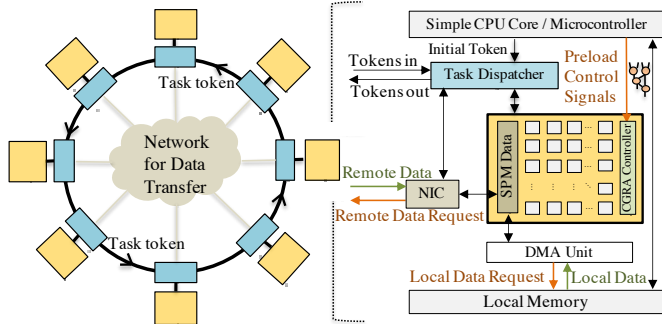 Task token
Network
for Data
Transfer
Task token
Simple CPU Core / Microcontroller
Initial Token
Tokens in
Tokens out
Task Dispatcher
Preload
Control
Signals
SPM Data
CGRA Controller
Remote Data
NIC
Remote Data Request
DMA Unit
Local Data Request
Local Data
Local Memory